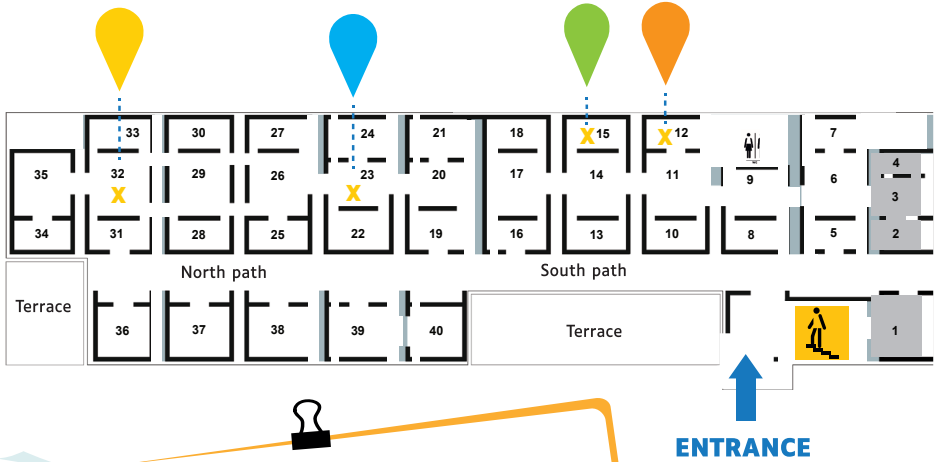 33 30 27 24 21 18 X 15 X 12 7
35 32 29 26 23 20 17 14 11 9 6 4
X X 3
34 31 28 25 22 19 16 13 10 8 5 2
North path South path
Terrace
36 37 38 39 40 Terrace 1
ENTRANCE